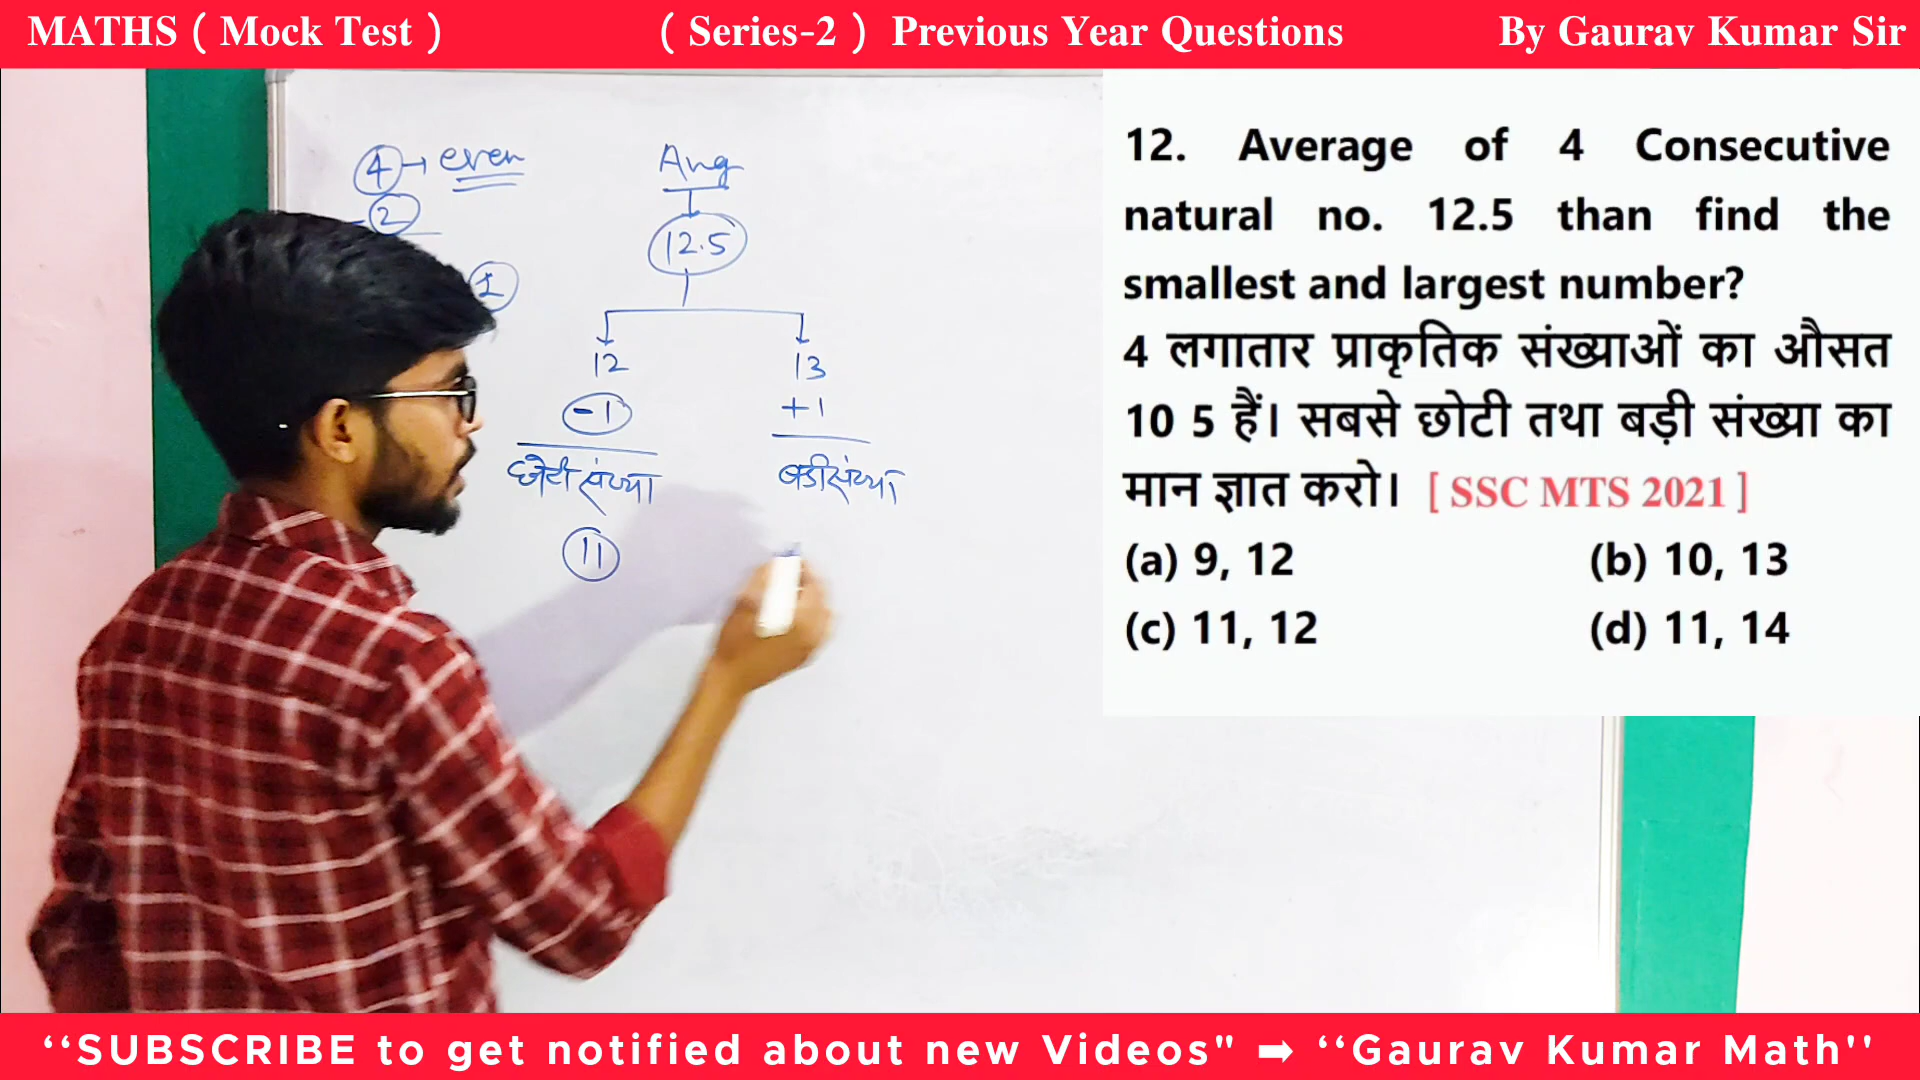 MATHS ( Mock Test ) ( Series-2 ) Previous Year Questions By Gaurav Kumar Sir
4 → even
2
1
Avg
12.5
12 13
-1 +1
छोटी संख्या बडी संख्या
11
12. Average of 4 Consecutive
natural no. 12.5 than find the
smallest and largest number?
4 लगातार प्राकृतिक संख्याओं का औसत
10 5 हैं। सबसे छोटी तथा बड़ी संख्या का
मान ज्ञात करो। [ SSC MTS 2021 ]
(a) 9, 12 (b) 10, 13
(c) 11, 12 (d) 11, 14
‘‘SUBSCRIBE to get notified about new Videos" ➡ ‘‘Gaurav Kumar Math''